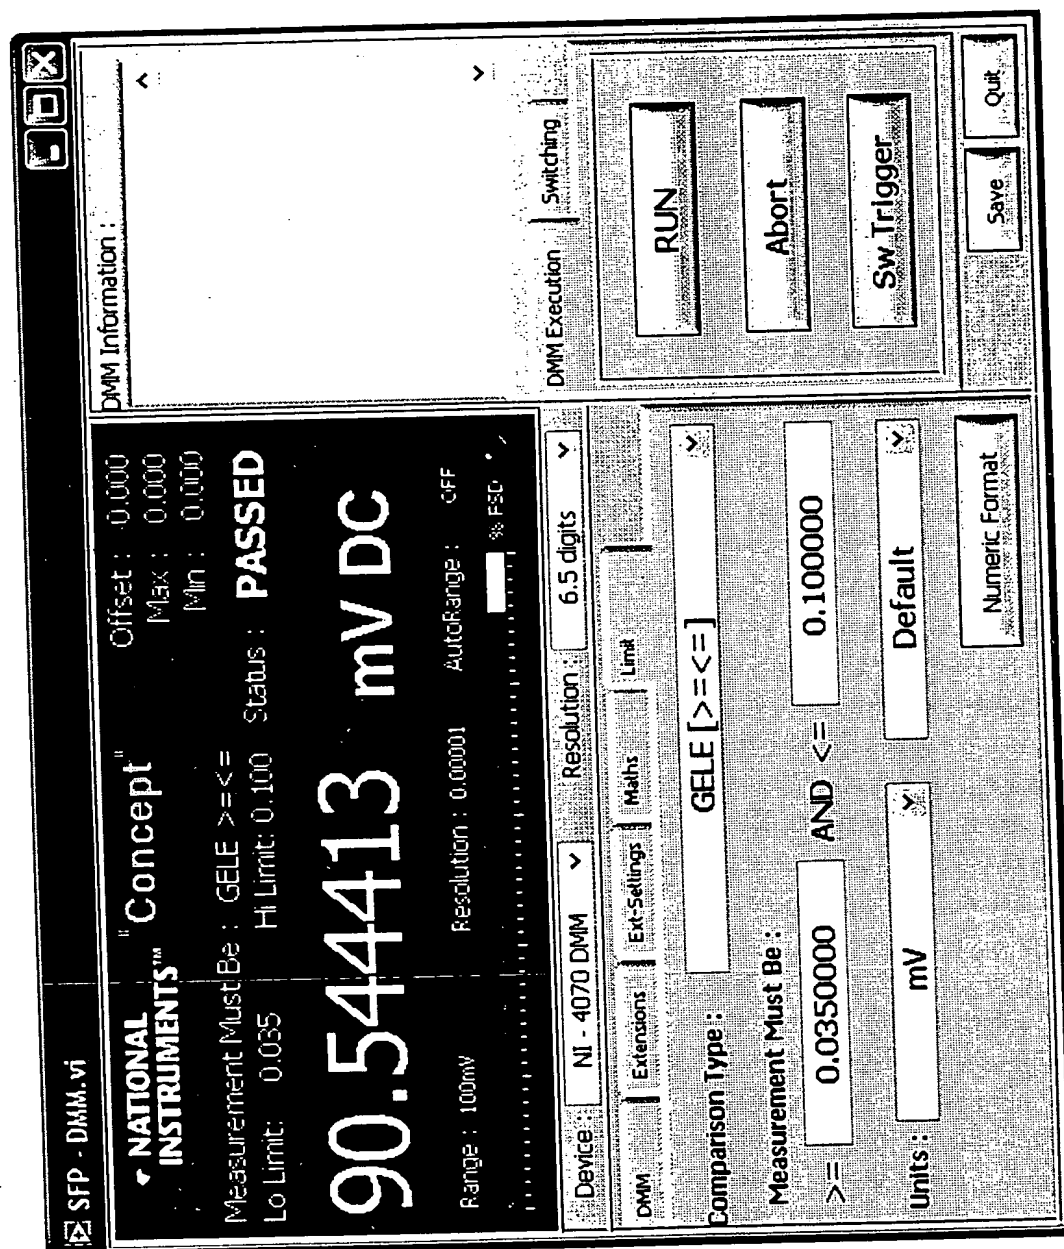 SFP - DMM.vi
NATIONAL INSTRUMENTS™ "Concept"
Offset : 0.000
Max : 0.000
Min : 0.000
Measurement Must Be : GELE >=<=
Lo Limit: 0.035 Hi Limit: 0.100 Status : PASSED
90.54413 mV DC
Range : 100mV Resolution : 0.00001 AutoRange : OFF
% FSD
DMM Information :
Device : NI - 4070 DMM Resolution : 6.5 digits
DMM Extensions Ext-Settings Maths Limit
Comparison Type : GELE [>=<=]
Measurement Must Be :
>= 0.0350000 AND <= 0.100000
Units : mV Default
Numeric Format
DMM Execution Switching
RUN
Abort
Sw Trigger
Save Quit